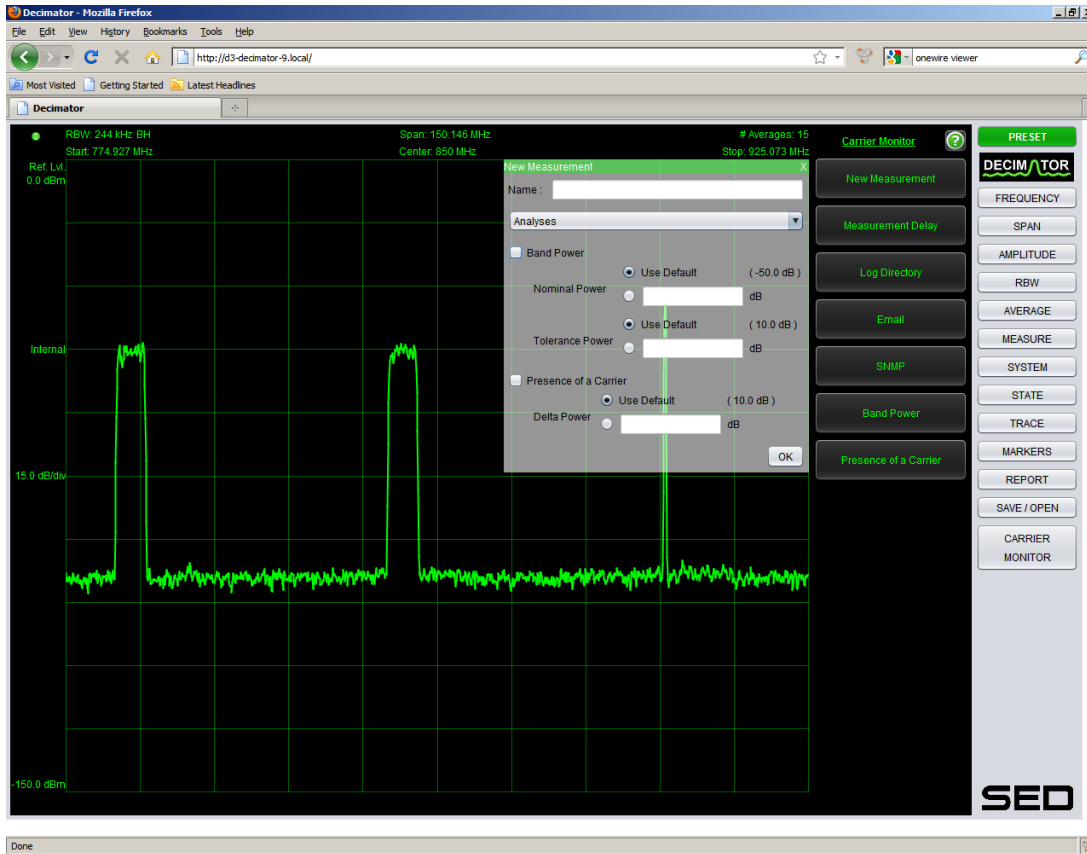 Decimator - Mozilla Firefox
File Edit View History Bookmarks Tools Help
http://d3-decimator-9.local/
onewire viewer
Most Visited Getting Started Latest Headlines
Decimator
RBW: 244 kHz BH Span: 150.146 MHz # Averages: 15
Start: 774.927 MHz Center: 850 MHz Stop: 925.073 MHz
Ref. Lvl.
0.0 dBm
Internal
15.0 dB/div
-150.0 dBm
New Measurement X
Name :
Analyses
Band Power
Use Default ( -50.0 dB )
Nominal Power
dB
Use Default ( 10.0 dB )
Tolerance Power
dB
Presence of a Carrier
Use Default ( 10.0 dB )
Delta Power
dB
OK
Carrier Monitor ?
New Measurement
Measurement Delay
Log Directory
Email
SNMP
Band Power
Presence of a Carrier
PRESET
DECIMATOR
FREQUENCY
SPAN
AMPLITUDE
RBW
AVERAGE
MEASURE
SYSTEM
STATE
TRACE
MARKERS
REPORT
SAVE / OPEN
CARRIER
MONITOR
SED
Done